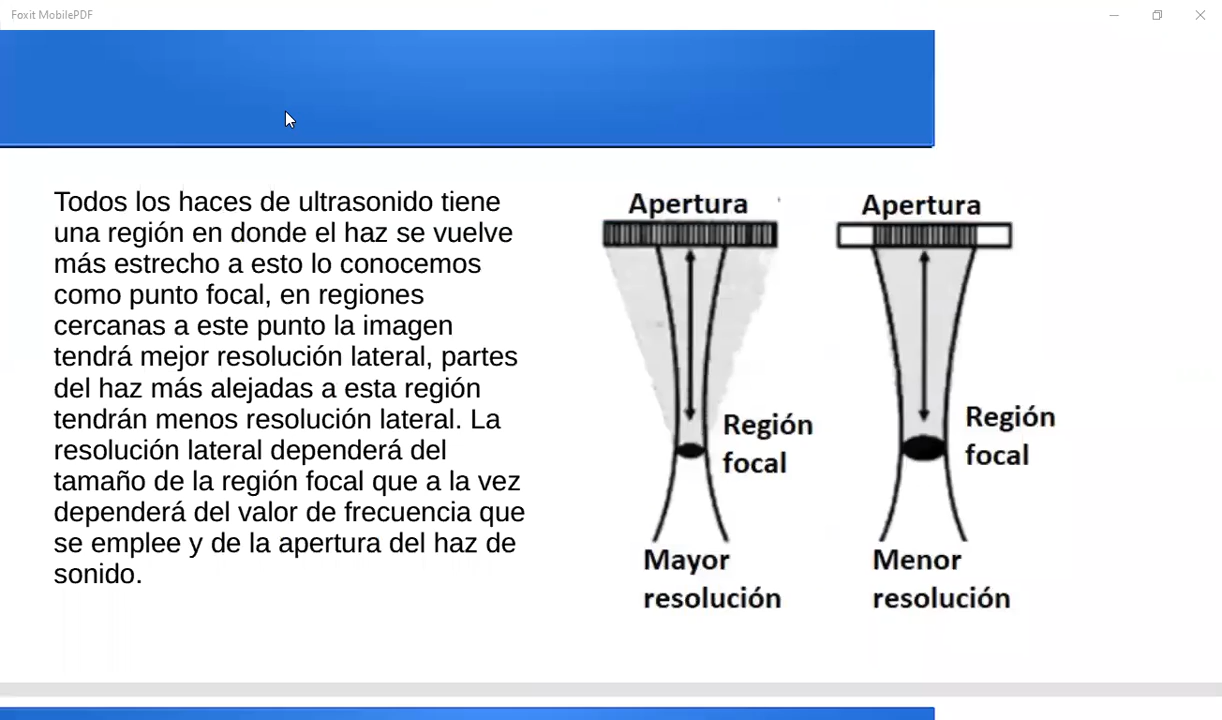 Foxit MobilePDF
Todos los haces de ultrasonido tiene
una región en donde el haz se vuelve
más estrecho a esto lo conocemos
como punto focal, en regiones
cercanas a este punto la imagen
tendrá mejor resolución lateral, partes
del haz más alejadas a esta región
tendrán menos resolución lateral. La
resolución lateral dependerá del
tamaño de la región focal que a la vez
dependerá del valor de frecuencia que
se emplee y de la apertura del haz de
sonido.
Apertura
Región
focal
Mayor
resolución
Apertura
Región
focal
Menor
resolución